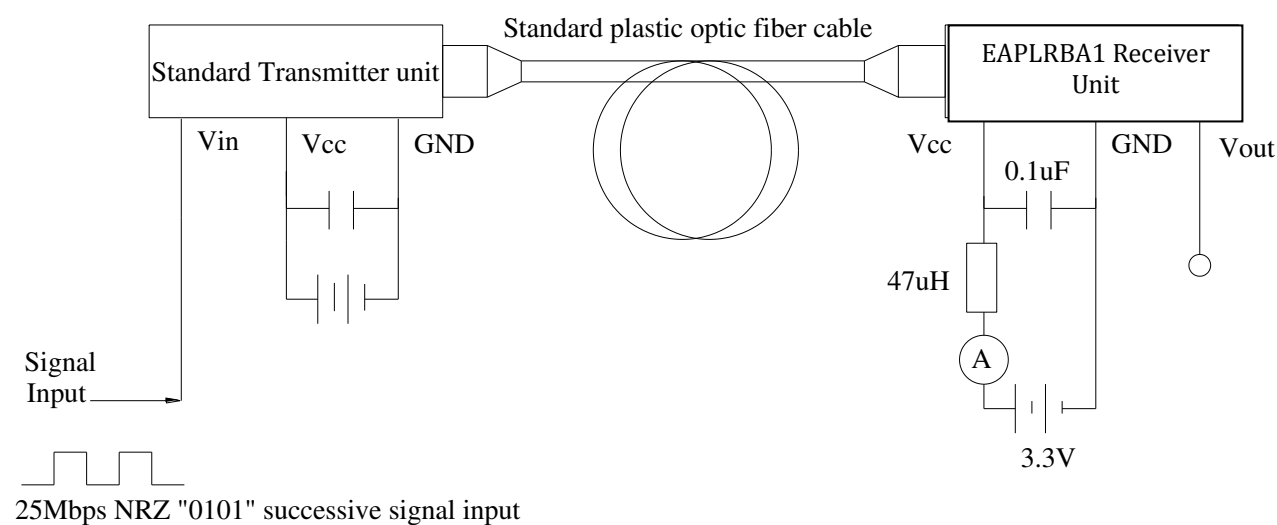 Standard plastic optic fiber cable
Standard Transmitter unit
EAPLRBA1 Receiver
Unit
Vin
Vcc
GND
Vcc
GND
Vout
0.1uF
47uH
A
3.3V
Signal
Input
25Mbps NRZ "0101" successive signal input